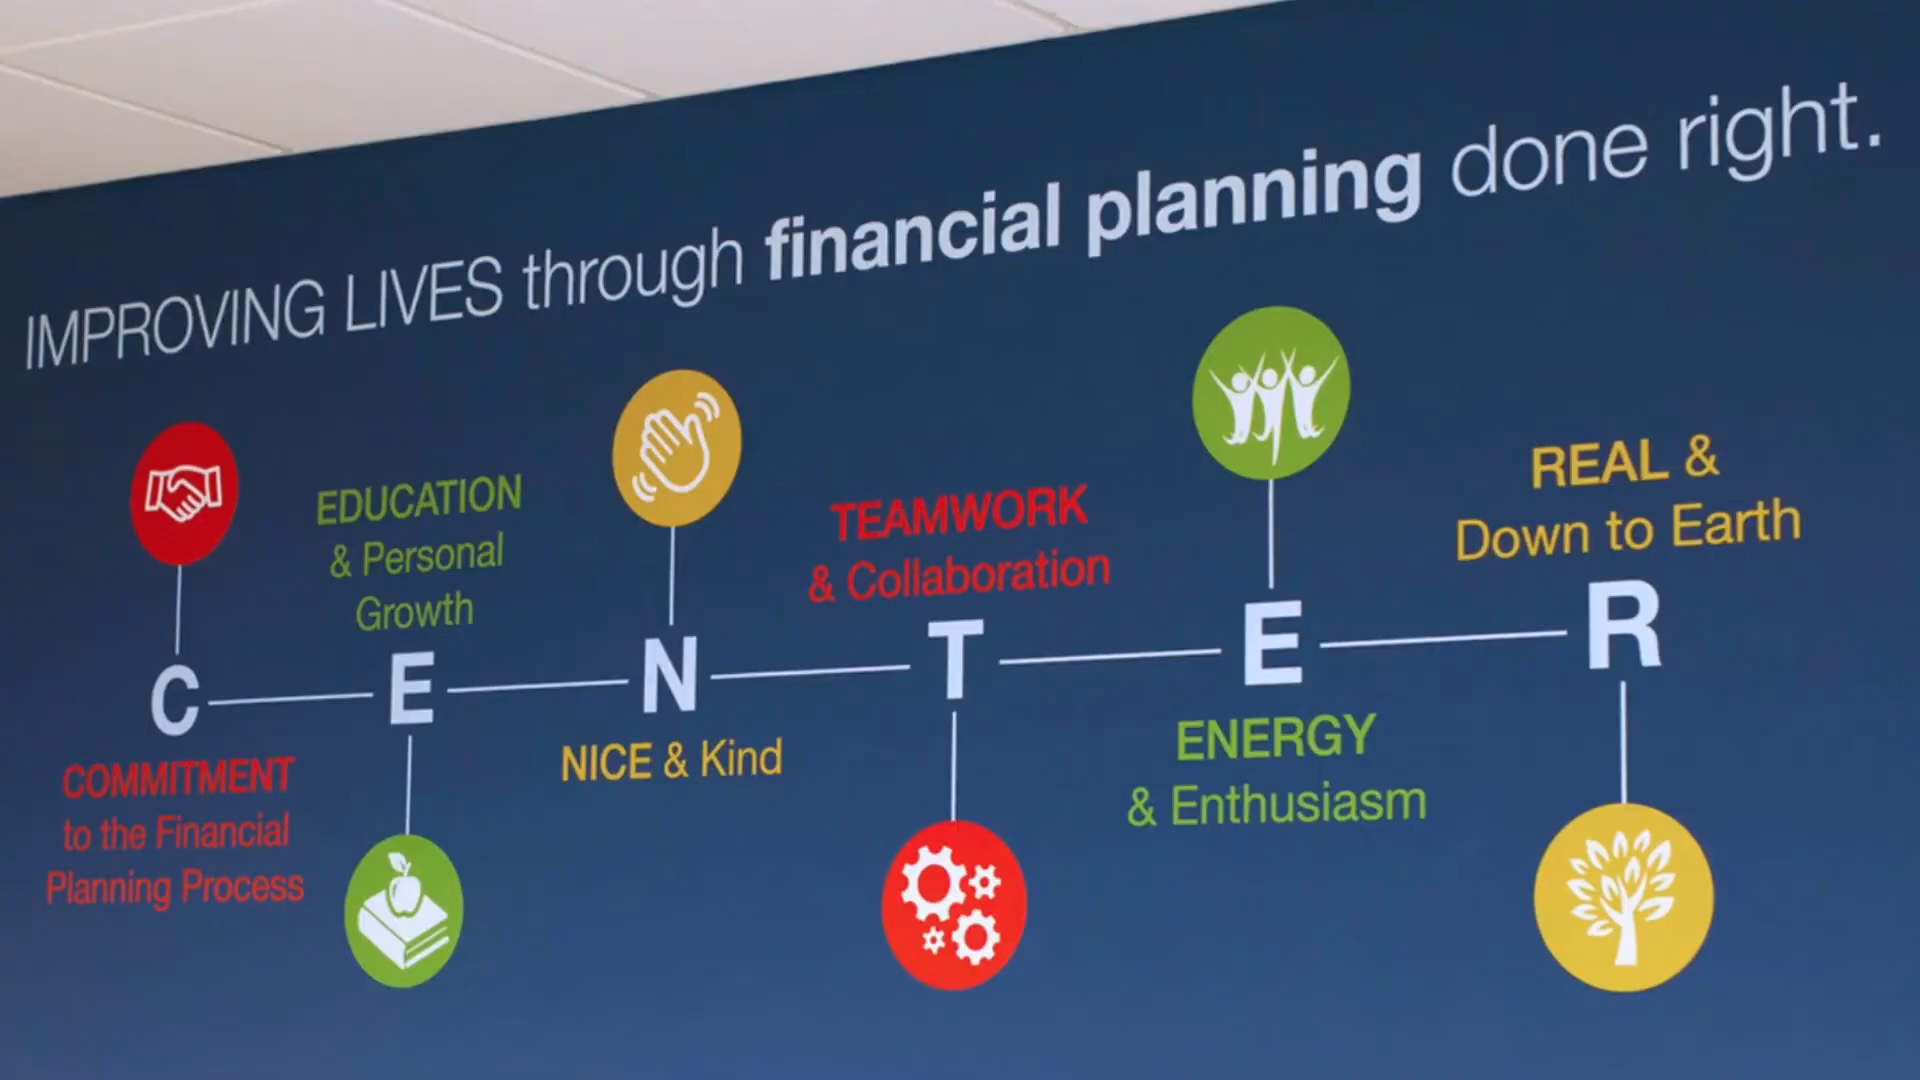 IMPROVING LIVES through financial planning done right.
C
COMMITMENT
to the Financial
Planning Process
EDUCATION
& Personal
Growth
E
N
NICE & Kind
TEAMWORK
& Collaboration
T
E
ENERGY
& Enthusiasm
REAL &
Down to Earth
R